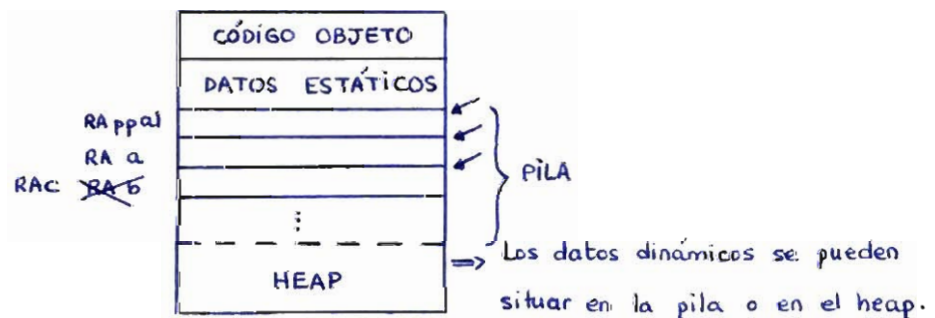 CÓDIGO OBJETO
DATOS ESTÁTICOS
RA ppal
RA a
RAC RA b
PILA
HEAP
=> Los datos dinámicos se pueden
situar en la pila o en el heap.